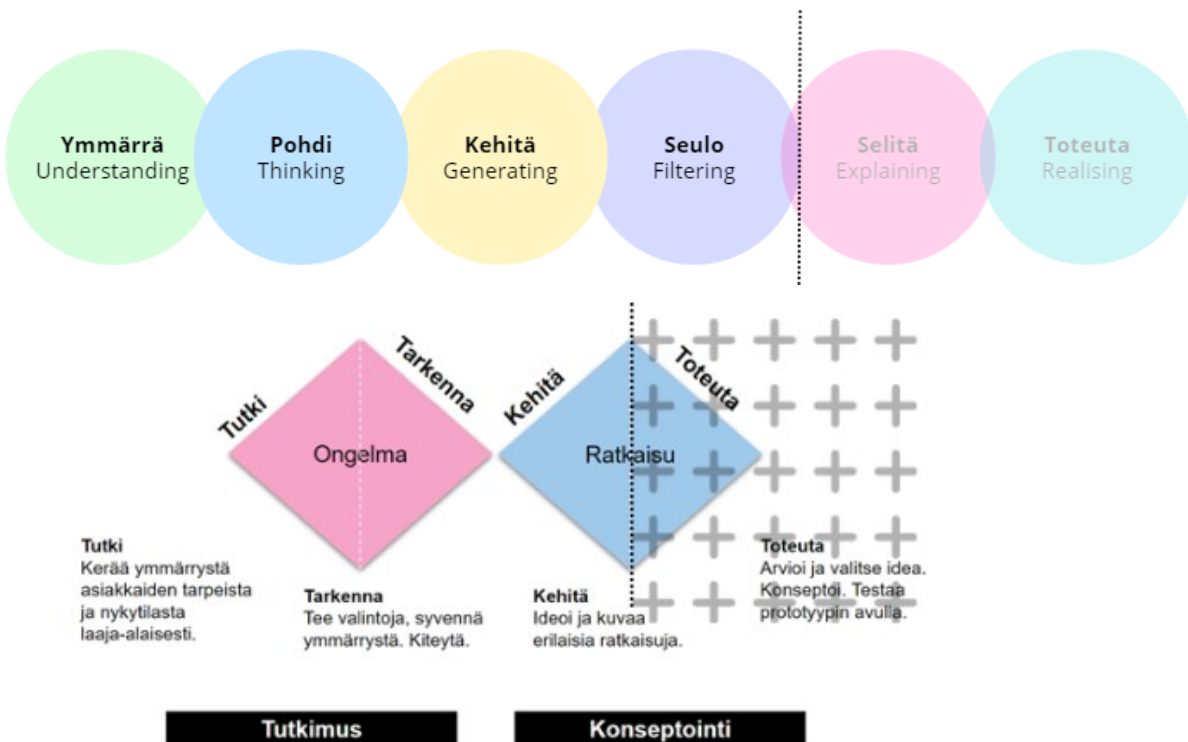 Ymmärrä
Understanding
Pohdi
Thinking
Kehitä
Generating
Seulo
Filtering
Selitä
Explaining
Toteuta
Realising
Tutki
Tarkenna
Kehitä
Toteuta
Ongelma
Ratkaisu
Tutki
Kerää ymmärrystä
asiakkaiden tarpeista
ja nykytilasta
laaja-alaisesti.
Tarkenna
Tee valintoja, syvennä
ymmärrystä. Kiteytä.
Kehitä
Ideoi ja kuvaa
erilaisia ratkaisuja.
Toteuta
Arvioi ja valitse idea.
Konseptoi. Testaa
prototyypin avulla.
Tutkimus
Konseptointi